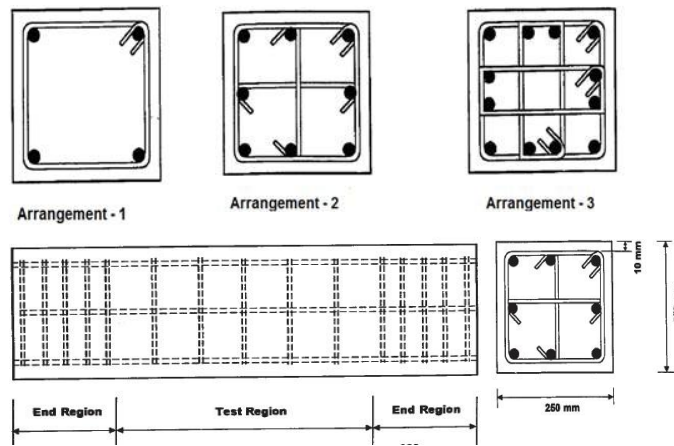 Arrangement - 1
Arrangement - 2
Arrangement - 3
10 mm
End Region
Test Region
End Region
250 mm